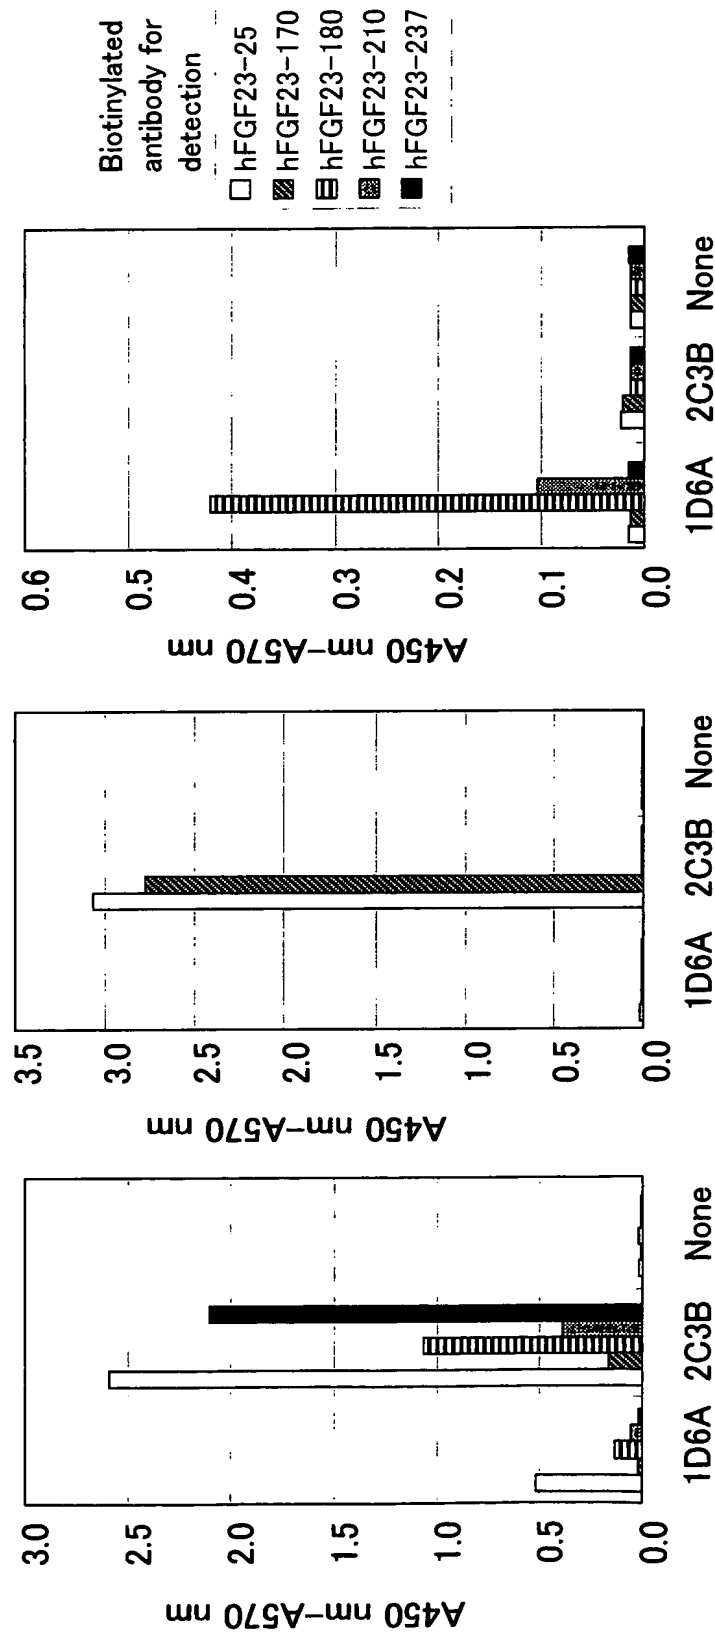 3.0
2.5
2.0
1.5
1.0
0.5
0.0
A450 nm-A570 nm
1D6A 2C3B None
3.5
3.0
2.5
2.0
1.5
1.0
0.5
0.0
A450 nm-A570 nm
1D6A 2C3B None
0.6
0.5
0.4
0.3
0.2
0.1
0.0
A450 nm-A570 nm
1D6A 2C3B None
Biotinylated
antibody for
detection
hFGF23-25
hFGF23-170
hFGF23-180
hFGF23-210
hFGF23-237